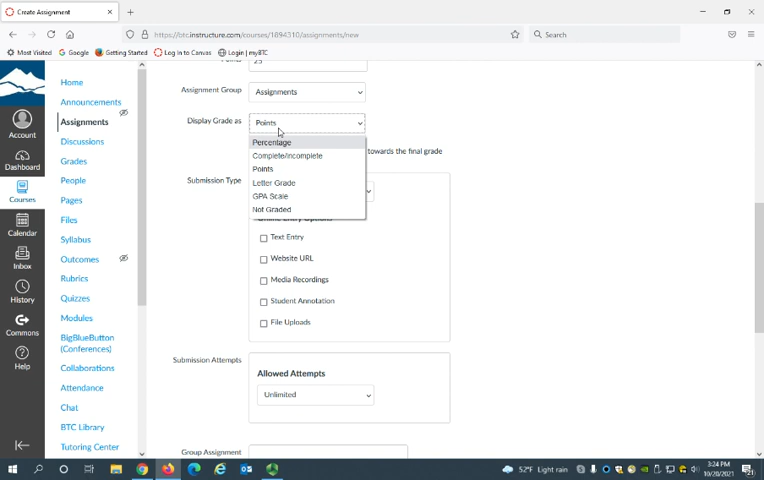 Create Assignment
https://btc.instructure.com/courses/1894310/assignments/new
Search
Most Visited
Google
Getting Started
Log In to Canvas
Login | myBTC
Account
Dashboard
Courses
Calendar
Inbox
History
Commons
Help
Home
Announcements
Assignments
Discussions
Grades
People
Pages
Files
Syllabus
Outcomes
Rubrics
Quizzes
Modules
BigBlueButton
(Conferences)
Collaborations
Attendance
Chat
BTC Library
Tutoring Center
Points
25
Assignment Group
Assignments
Display Grade as
Points
Percentage
Complete/Incomplete
Points
Letter Grade
GPA Scale
Not Graded
towards the final grade
Submission Type
Online Entry Options
Text Entry
Website URL
Media Recordings
Student Annotation
File Uploads
Submission Attempts
Allowed Attempts
Unlimited
Group Assignment
52°F Light rain
3:24 PM
10/20/2021